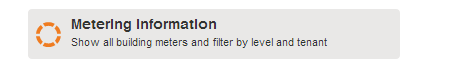 Metering Information
Show all building meters and filter by level and tenant